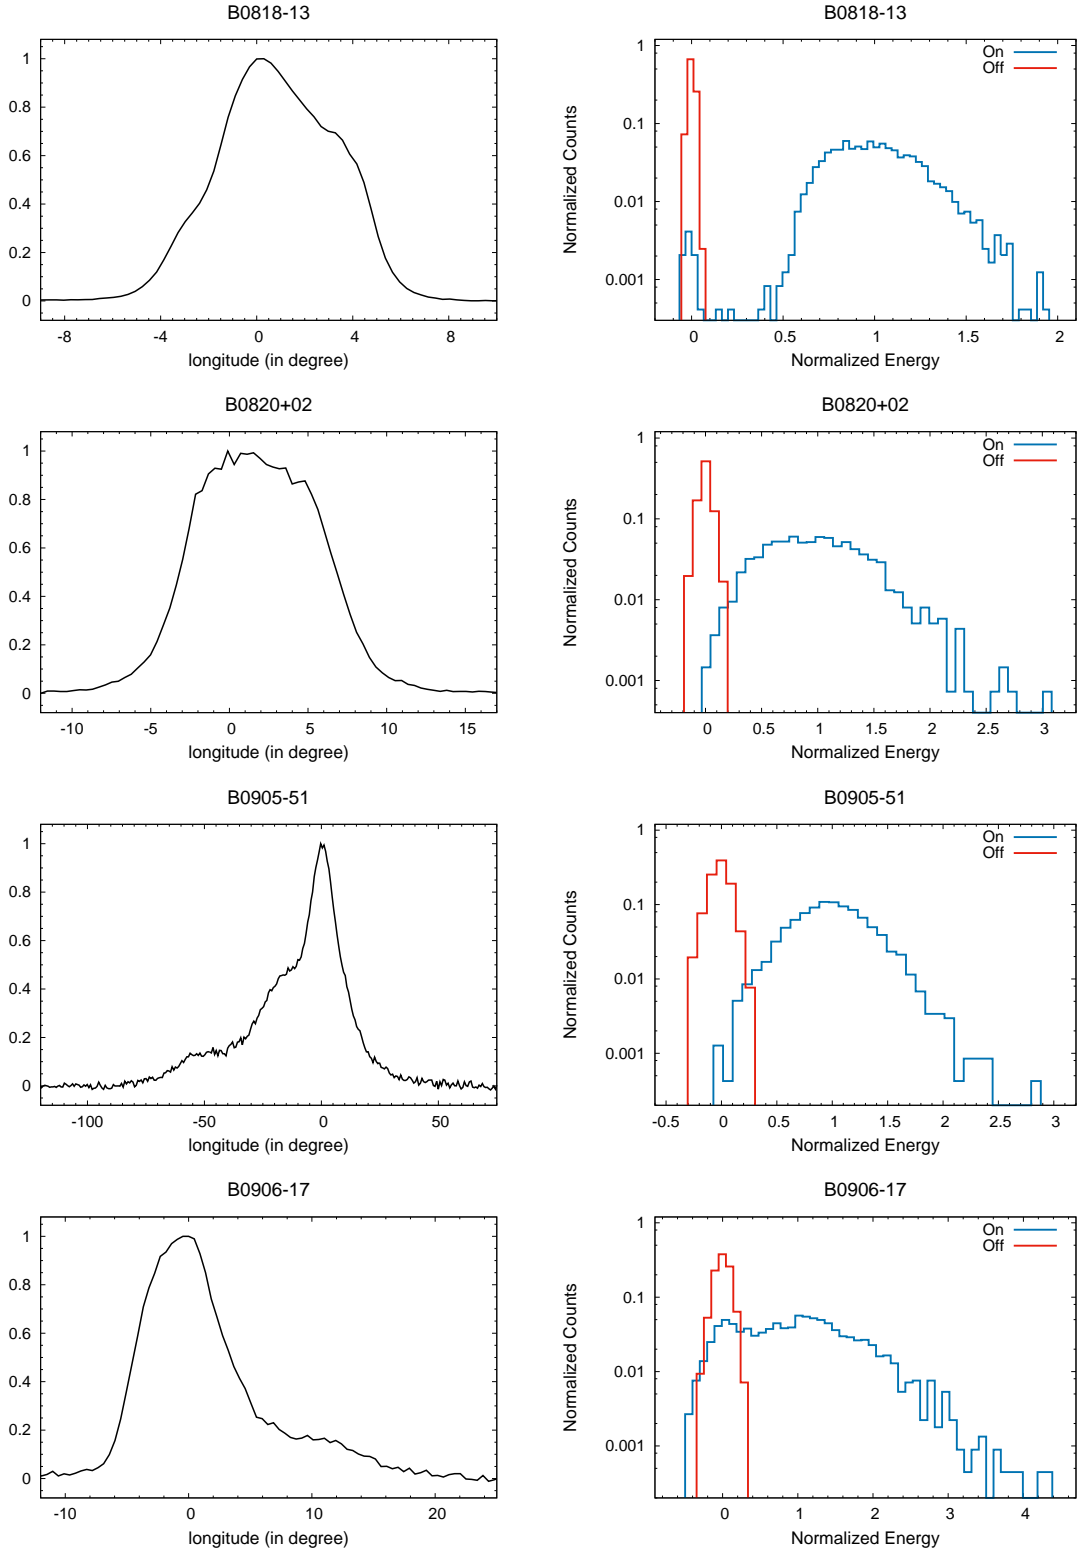 B0818-13
B0818-13
1
0.8
0.6
0.4
0.2
0
-8 -4 0 4 8
longitude (in degree)
Normalized Counts
1
0.1
0.01
0.001
On
Off
0 0.5 1 1.5 2
Normalized Energy
B0820+02
B0820+02
1
0.8
0.6
0.4
0.2
0
-10 -5 0 5 10 15
longitude (in degree)
Normalized Counts
1
0.1
0.01
0.001
On
Off
0 0.5 1 1.5 2 2.5 3
Normalized Energy
B0905-51
B0905-51
1
0.8
0.6
0.4
0.2
0
-100 -50 0 50
longitude (in degree)
Normalized Counts
1
0.1
0.01
0.001
On
Off
-0.5 0 0.5 1 1.5 2 2.5 3
Normalized Energy
B0906-17
B0906-17
1
0.8
0.6
0.4
0.2
0
-10 0 10 20
longitude (in degree)
Normalized Counts
1
0.1
0.01
0.001
On
Off
0 1 2 3 4
Normalized Energy